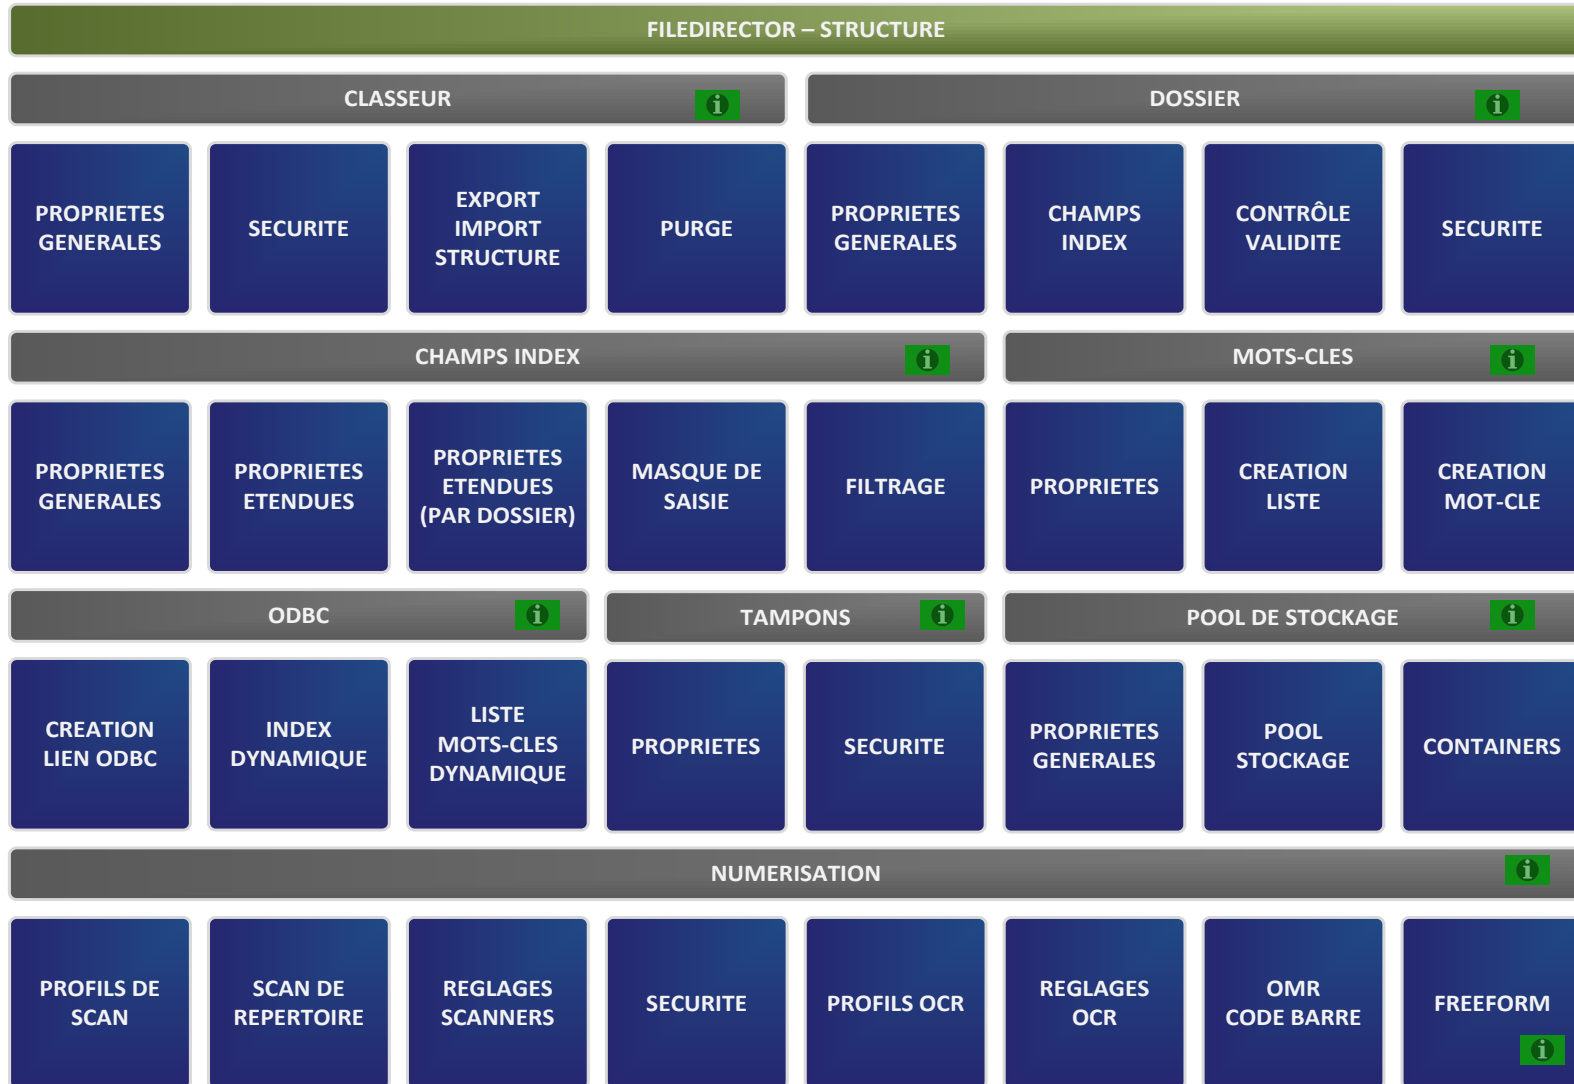 FILEDIRECTOR – STRUCTURE
CLASSEUR
DOSSIER
PROPRIETES
GENERALES
SECURITE
EXPORT
IMPORT
STRUCTURE
PURGE
PROPRIETES
GENERALES
CHAMPS
INDEX
CONTRÔLE
VALIDITE
SECURITE
CHAMPS INDEX
MOTS-CLES
PROPRIETES
GENERALES
PROPRIETES
ETENDUES
PROPRIETES
ETENDUES
(PAR DOSSIER)
MASQUE DE
SAISIE
FILTRAGE
PROPRIETES
CREATION
LISTE
CREATION
MOT-CLE
ODBC
TAMPONS
POOL DE STOCKAGE
CREATION
LIEN ODBC
INDEX
DYNAMIQUE
LISTE
MOTS-CLES
DYNAMIQUE
PROPRIETES
SECURITE
PROPRIETES
GENERALES
POOL
STOCKAGE
CONTAINERS
NUMERISATION
PROFILS DE
SCAN
SCAN DE
REPERTOIRE
REGLAGES
SCANNERS
SECURITE
PROFILS OCR
REGLAGES
OCR
OMR
CODE BARRE
FREEFORM